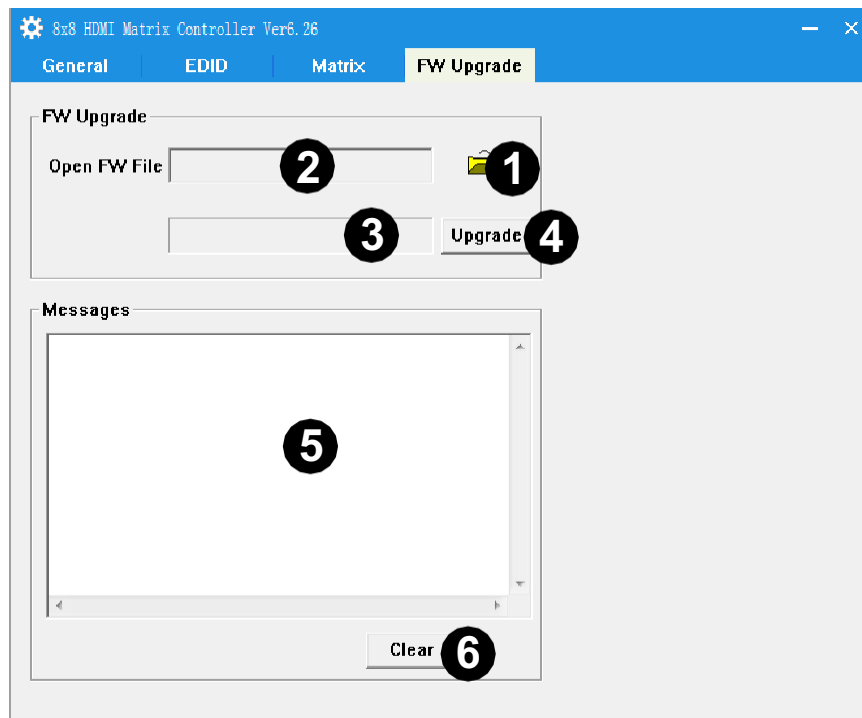 8x8 HDMI Matrix Controller Ver6.26
General EDID Matrix FW Upgrade
FW Upgrade
Open FW File 2 1
3 Upgrade 4
Messages
5
Clear 6